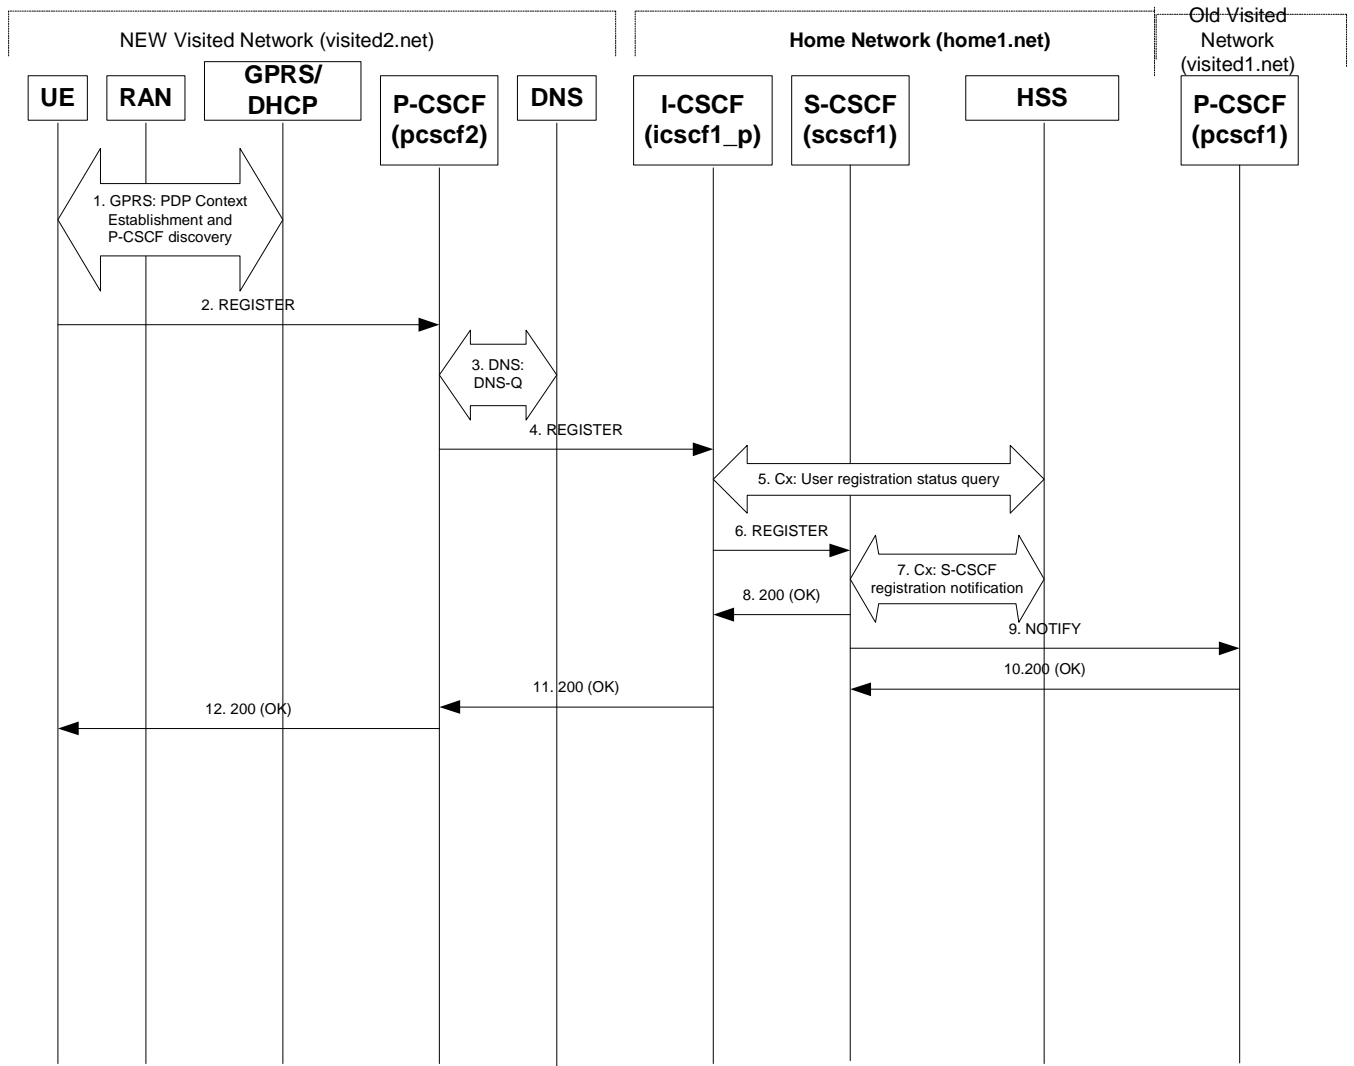 NEW Visited Network (visited2.net)
Home Network (home1.net)
Old Visited
Network
(visited1.net)
UE
RAN
GPRS/
DHCP
P-CSCF
(pcscf2)
DNS
I-CSCF
(icscf1_p)
S-CSCF
(scscf1)
HSS
P-CSCF
(pcscf1)
1. GPRS: PDP Context
Establishment and
P-CSCF discovery
2. REGISTER
3. DNS:
DNS-Q
4. REGISTER
5. Cx: User registration status query
6. REGISTER
7. Cx: S-CSCF
registration notification
8. 200 (OK)
9. NOTIFY
10.200 (OK)
11. 200 (OK)
12. 200 (OK)